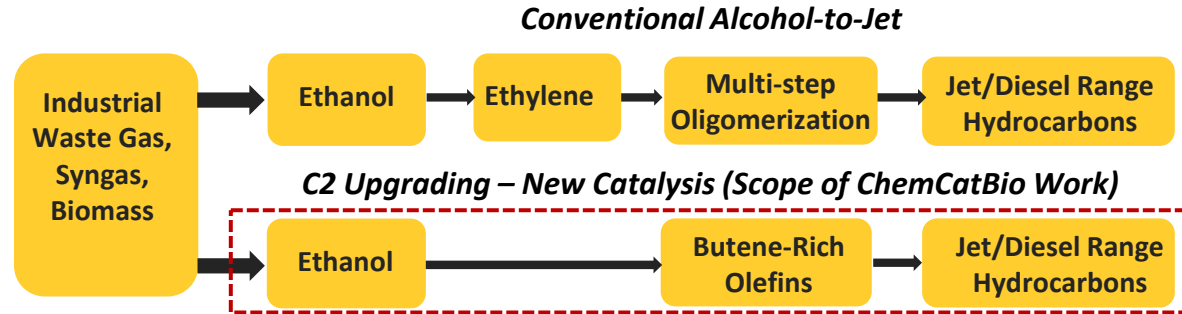 Conventional Alcohol-to-Jet
Industrial
Waste Gas,
Syngas,
Biomass
Ethanol
Ethylene
Multi-step
Oligomerization
Jet/Diesel Range
Hydrocarbons
C2 Upgrading – New Catalysis (Scope of ChemCatBio Work)
Ethanol
Butene-Rich
Olefins
Jet/Diesel Range
Hydrocarbons